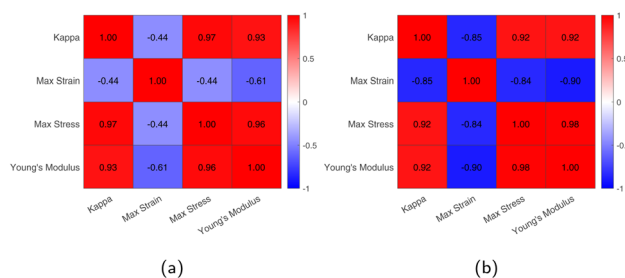 Kappa 1.00 -0.44 0.97 0.93
Max Strain -0.44 1.00 -0.44 -0.61
Max Stress 0.97 -0.44 1.00 0.96
Young's Modulus 0.93 -0.61 0.96 1.00
Kappa Max Strain Max Stress Young's Modulus
1
0.5
0
-0.5
-1
(a)
Kappa 1.00 -0.85 0.92 0.92
Max Strain -0.85 1.00 -0.84 -0.90
Max Stress 0.92 -0.84 1.00 0.98
Young's Modulus 0.92 -0.90 0.98 1.00
Kappa Max Strain Max Stress Young's Modulus
1
0.5
0
-0.5
-1
(b)